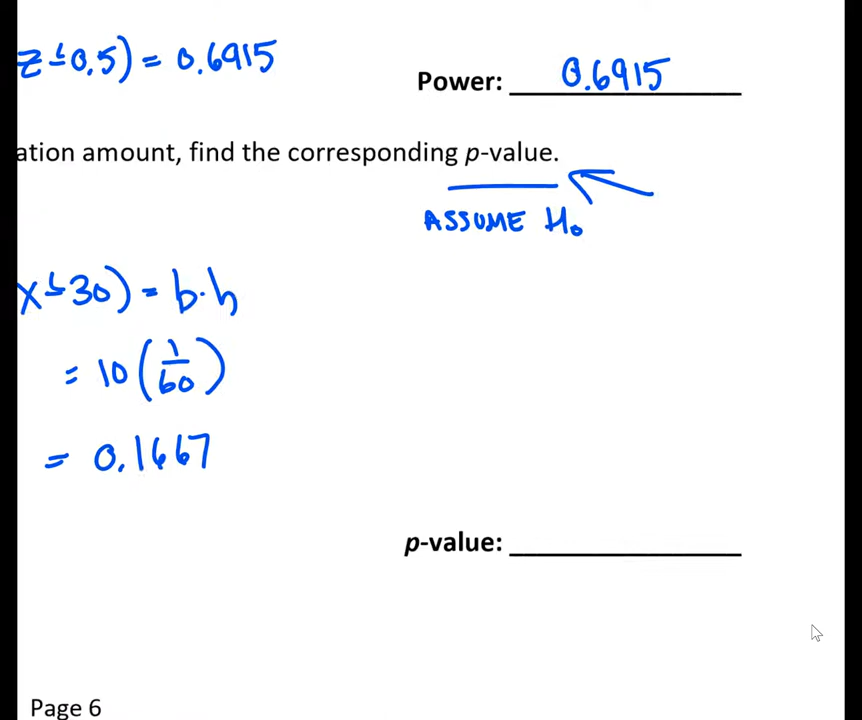 z ≤ 0.5) = 0.6915
Power: 0.6915
ation amount, find the corresponding p-value.
ASSUME H₀
x ≤ 30) = b·h
= 10 (1/60)
= 0.1667
p-value:
Page 6